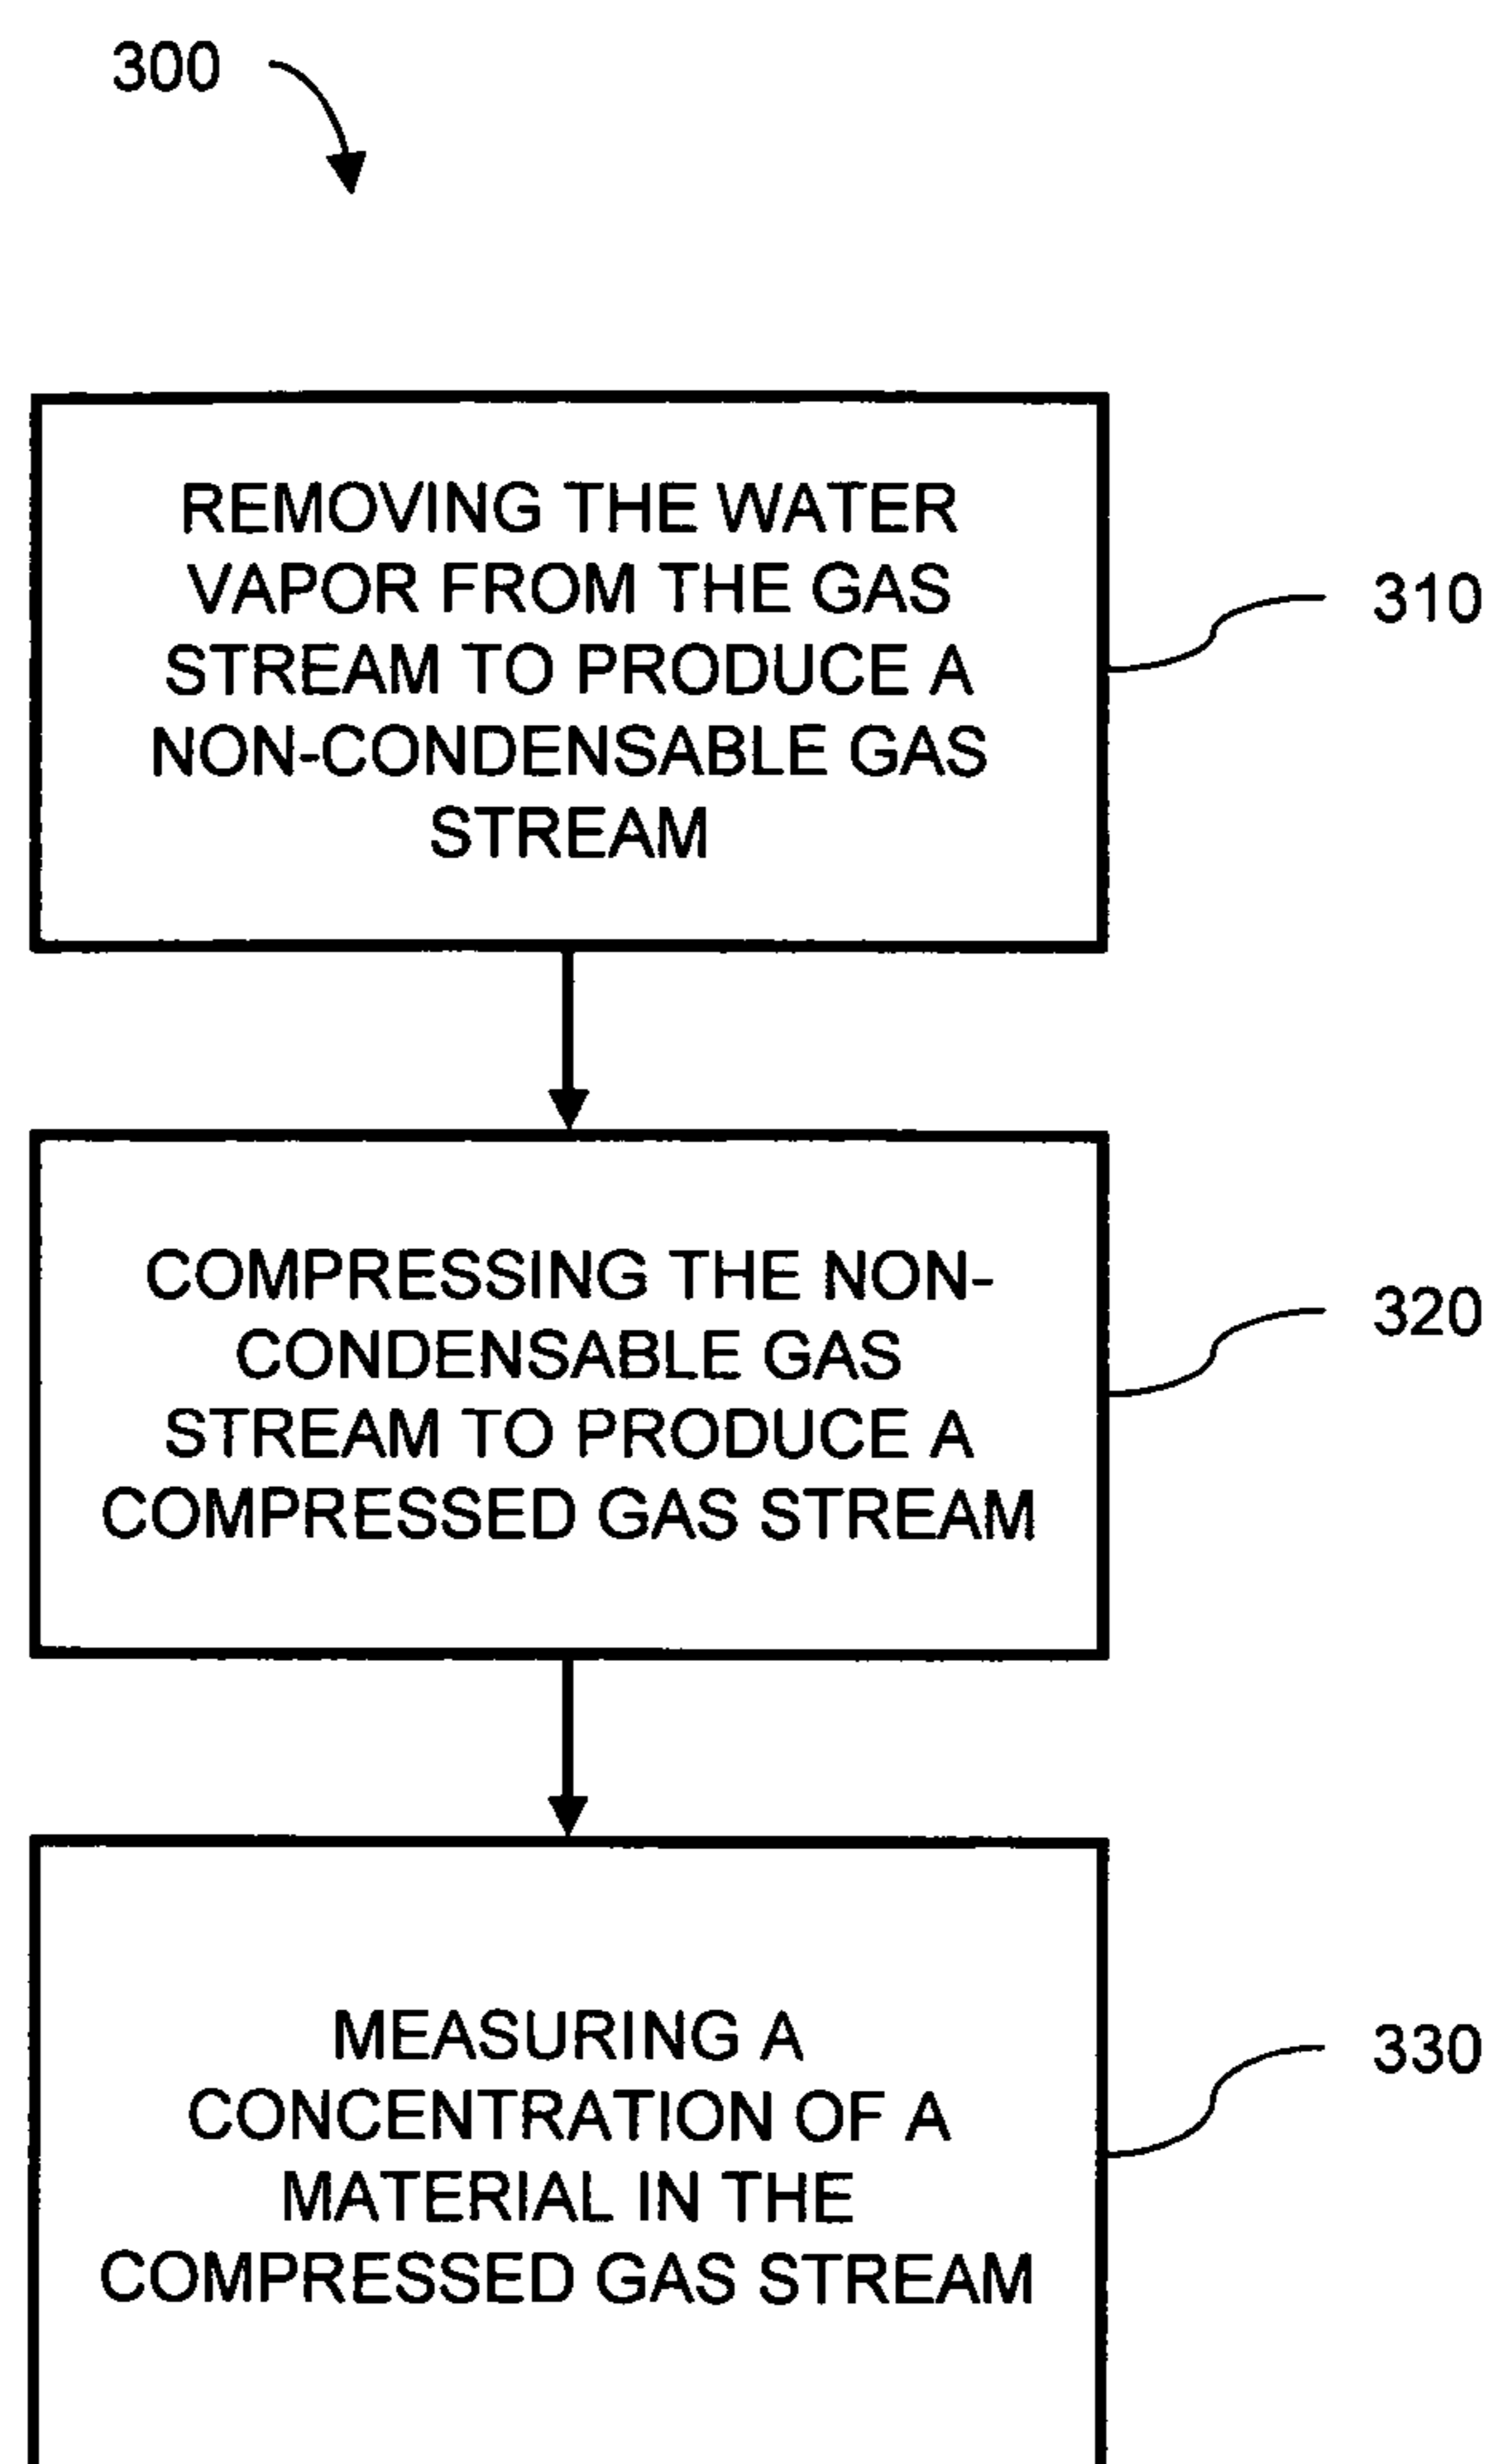 300
REMOVING THE WATER
VAPOR FROM THE GAS
STREAM TO PRODUCE A
NON-CONDENSABLE GAS
STREAM
310
COMPRESSING THE NON-
CONDENSABLE GAS
STREAM TO PRODUCE A
COMPRESSED GAS STREAM
320
MEASURING A
CONCENTRATION OF A
MATERIAL IN THE
COMPRESSED GAS STREAM
330